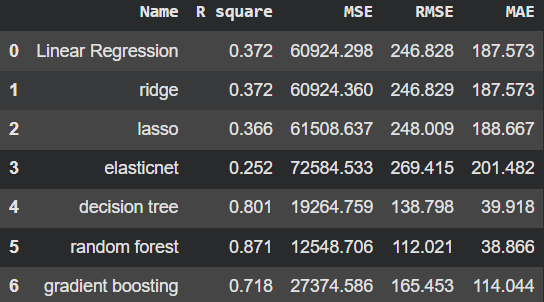 Name R square MSE RMSE MAE
0 Linear Regression 0.372 60924.298 246.828 187.573
1 ridge 0.372 60924.360 246.829 187.573
2 lasso 0.366 61508.637 248.009 188.667
3 elasticnet 0.252 72584.533 269.415 201.482
4 decision tree 0.801 19264.759 138.798 39.918
5 random forest 0.871 12548.706 112.021 38.866
6 gradient boosting 0.718 27374.586 165.453 114.044